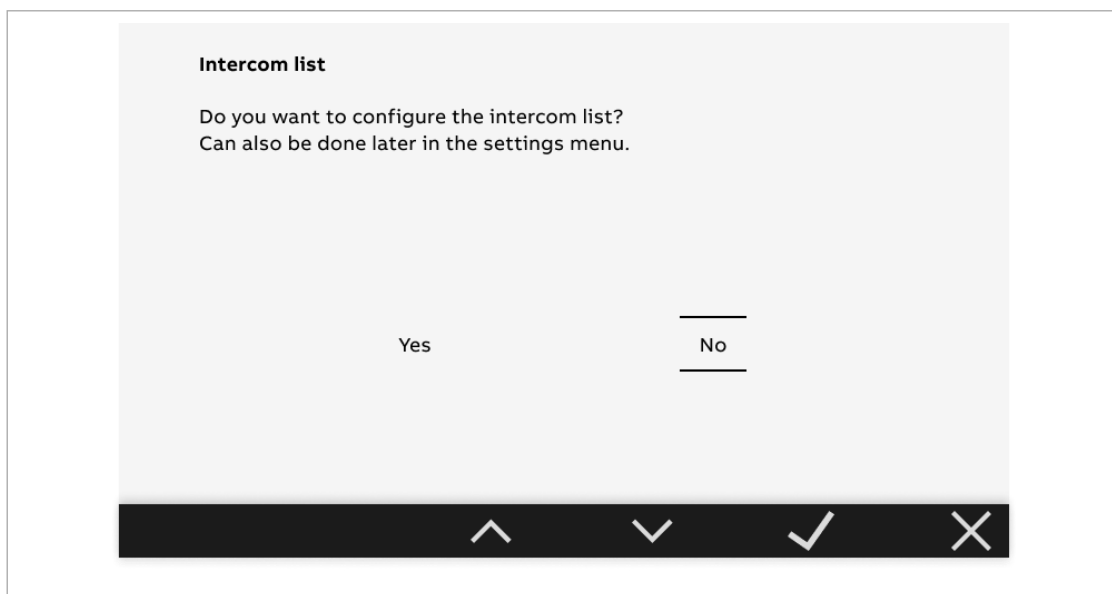 Intercom list
Do you want to configure the intercom list?
Can also be done later in the settings menu.
Yes No